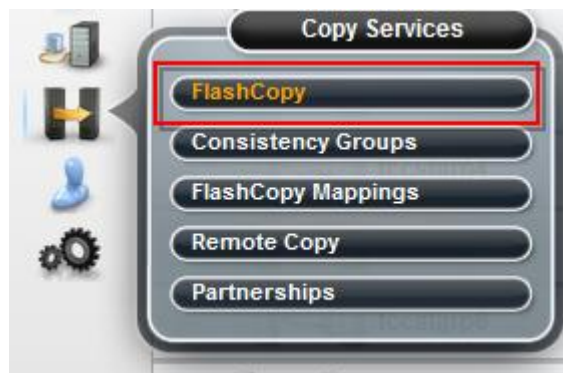 Copy Services
FlashCopy
Consistency Groups
FlashCopy Mappings
Remote Copy
Partnerships